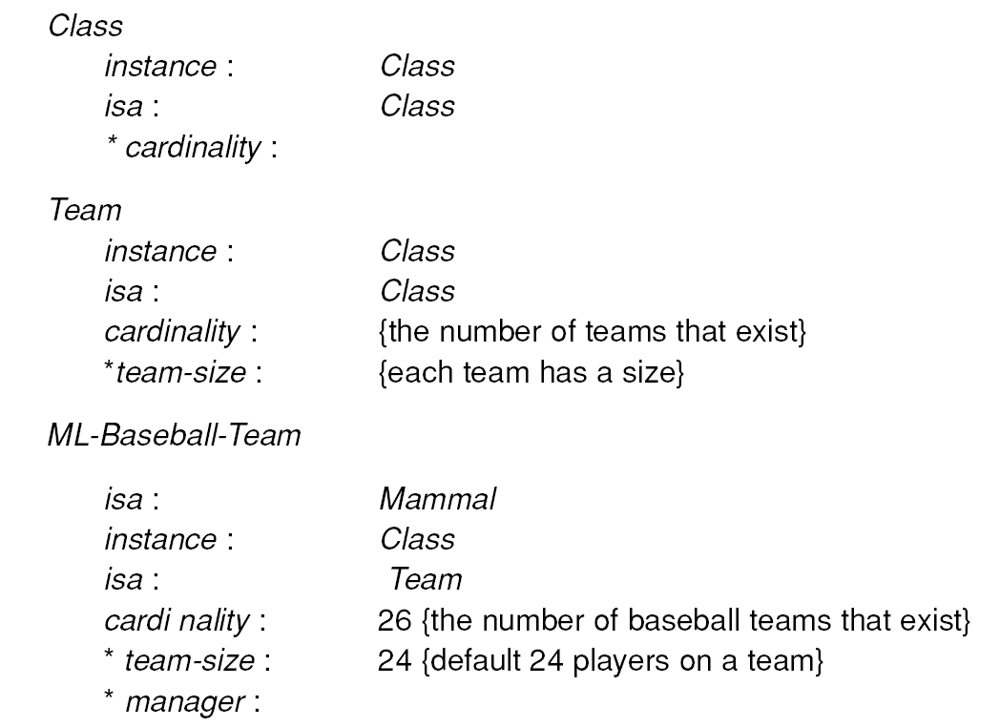 Class
instance : Class
isa : Class
* cardinality :
Team
instance : Class
isa : Class
cardinality : {the number of teams that exist}
*team-size : {each team has a size}
ML-Baseball-Team
isa : Mammal
instance : Class
isa : Team
cardi nality : 26 {the number of baseball teams that exist}
* team-size : 24 {default 24 players on a team}
* manager :